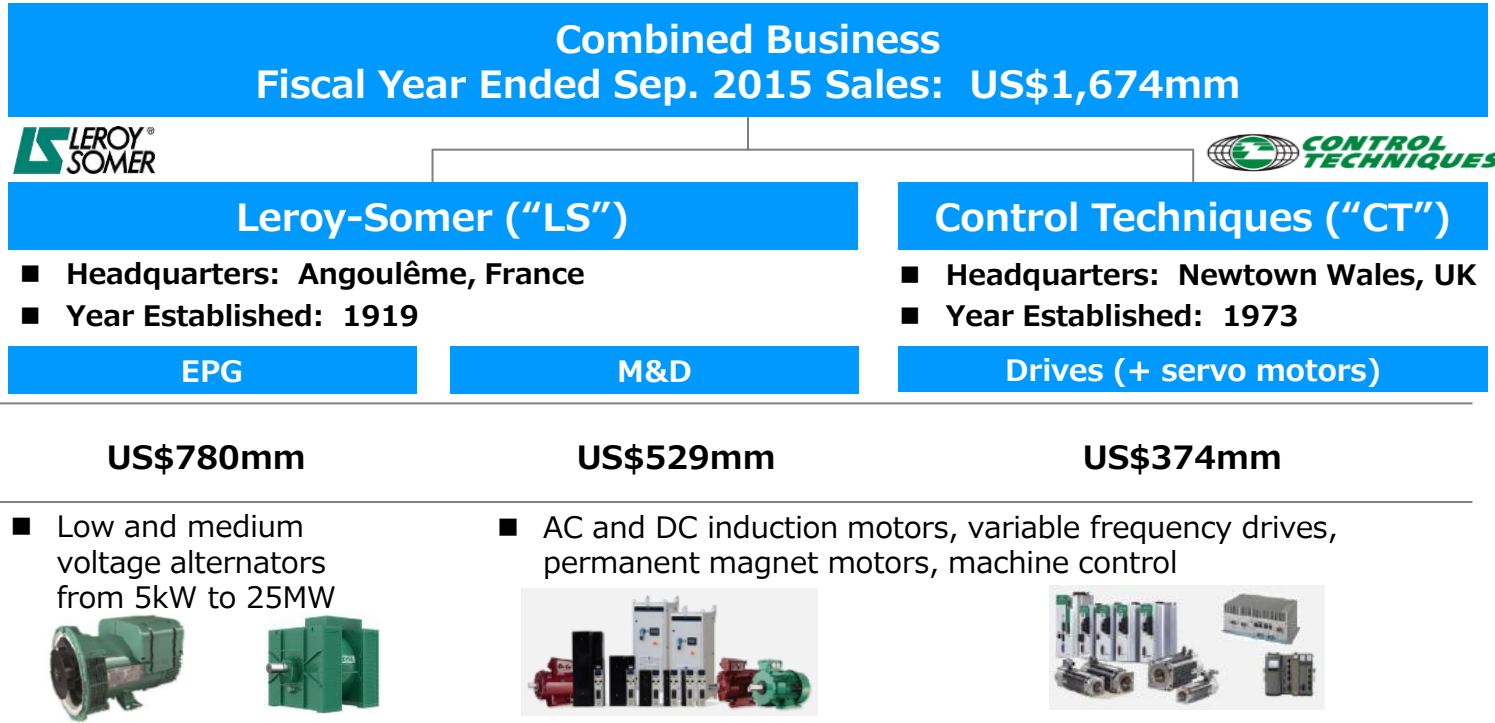 Combined Business
Fiscal Year Ended Sep. 2015 Sales: US$1,674mm
LEROY®
SOMER
CONTROL
TECHNIQUES
Leroy-Somer (“LS”)
Control Techniques (“CT”)
■ Headquarters: Angoulême, France
■ Year Established: 1919
■ Headquarters: Newtown Wales, UK
■ Year Established: 1973
EPG
M&D
Drives (+ servo motors)
US$780mm
US$529mm
US$374mm
■ Low and medium
voltage alternators
from 5kW to 25MW
■ AC and DC induction motors, variable frequency drives,
permanent magnet motors, machine control